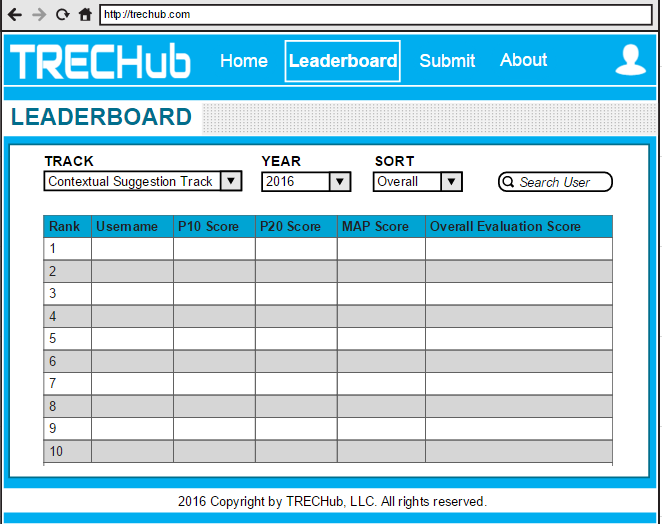 http://trechub.com
TRECHub Home Leaderboard Submit About
LEADERBOARD
TRACK YEAR SORT
Contextual Suggestion Track 2016 Overall Search User
Rank Username P10 Score P20 Score MAP Score Overall Evaluation Score
1
2
3
4
5
6
7
8
9
10
2016 Copyright by TRECHub, LLC. All rights reserved.